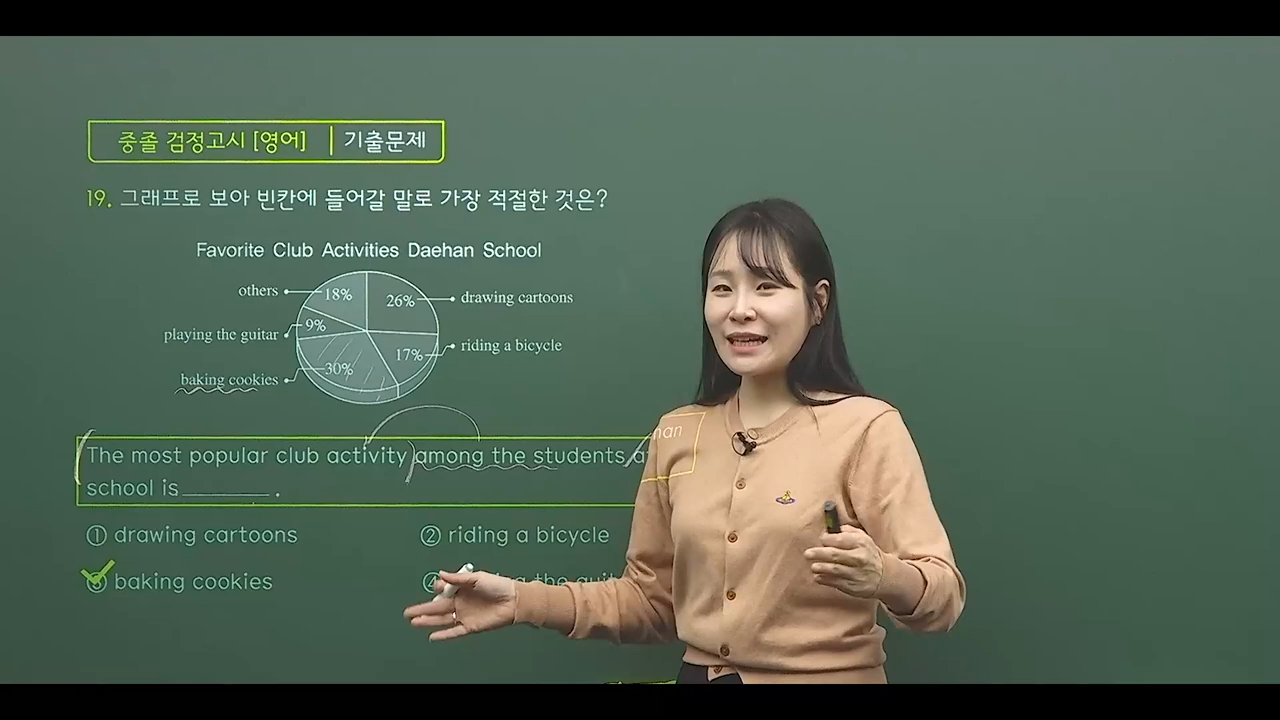 중졸 검정고시 [영어] 기출문제
19. 그래프로 보아 빈칸에 들어갈 말로 가장 적절한 것은?
Favorite Club Activities Daehan School
others 18% 26% drawing cartoons
playing the guitar 9% 17% riding a bicycle
baking cookies 30%
The most popular club activity among the students
school is ________ .
① drawing cartoons ② riding a bicycle
③ baking cookies ④ the